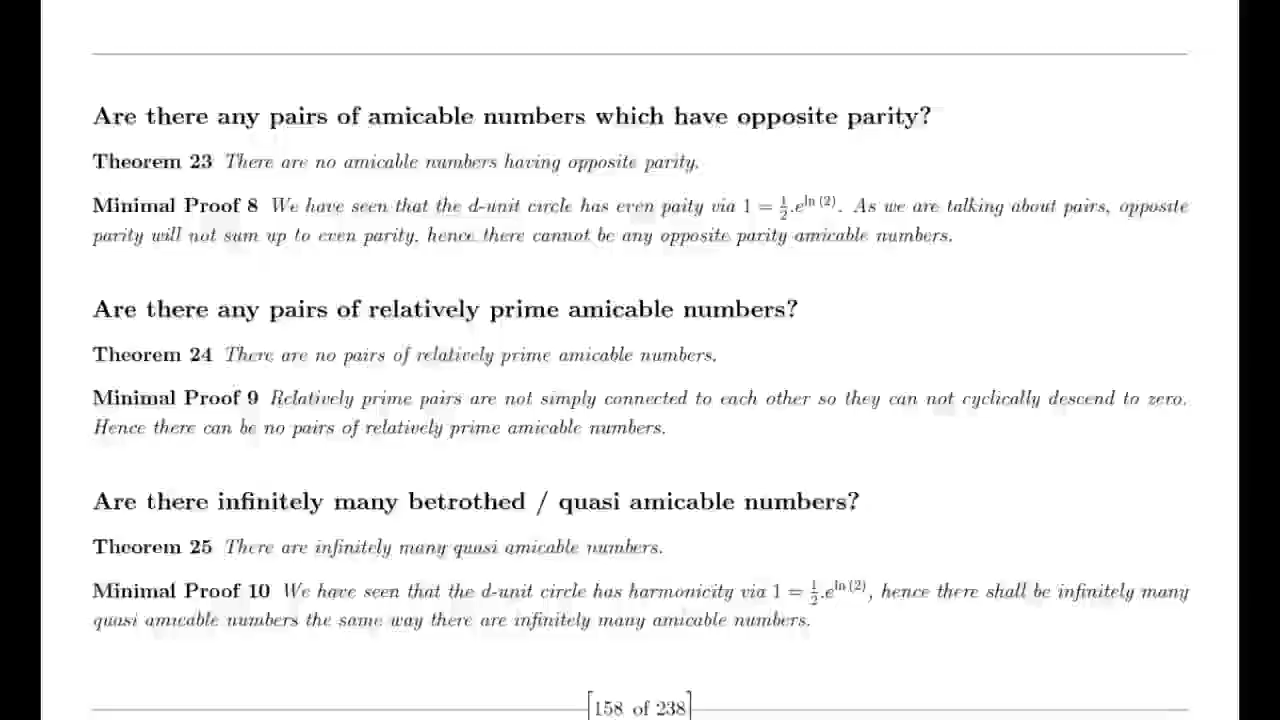 Are there any pairs of amicable numbers which have opposite parity?
Theorem 23 There are no amicable numbers having opposite parity.
Minimal Proof 8 We have seen that the d-unit circle has even paity via 1 = ½.e^{ln (2)}. As we are talking about pairs, opposite
parity will not sum up to even parity. hence there cannot be any opposite parity amicable numbers.
Are there any pairs of relatively prime amicable numbers?
Theorem 24 There are no pairs of relatively prime amicable numbers.
Minimal Proof 9 Relatively prime pairs are not simply connected to each other so they can not cyclically descend to zero.
Hence there can be no pairs of relatively prime amicable numbers.
Are there infinitely many betrothed / quasi amicable numbers?
Theorem 25 There are infinitely many quasi amicable numbers.
Minimal Proof 10 We have seen that the d-unit circle has harmonicity via 1 = ½.e^{ln (2)}, hence there shall be infinitely many
quasi amicable numbers the same way there are infinitely many amicable numbers.
[158 of 238]